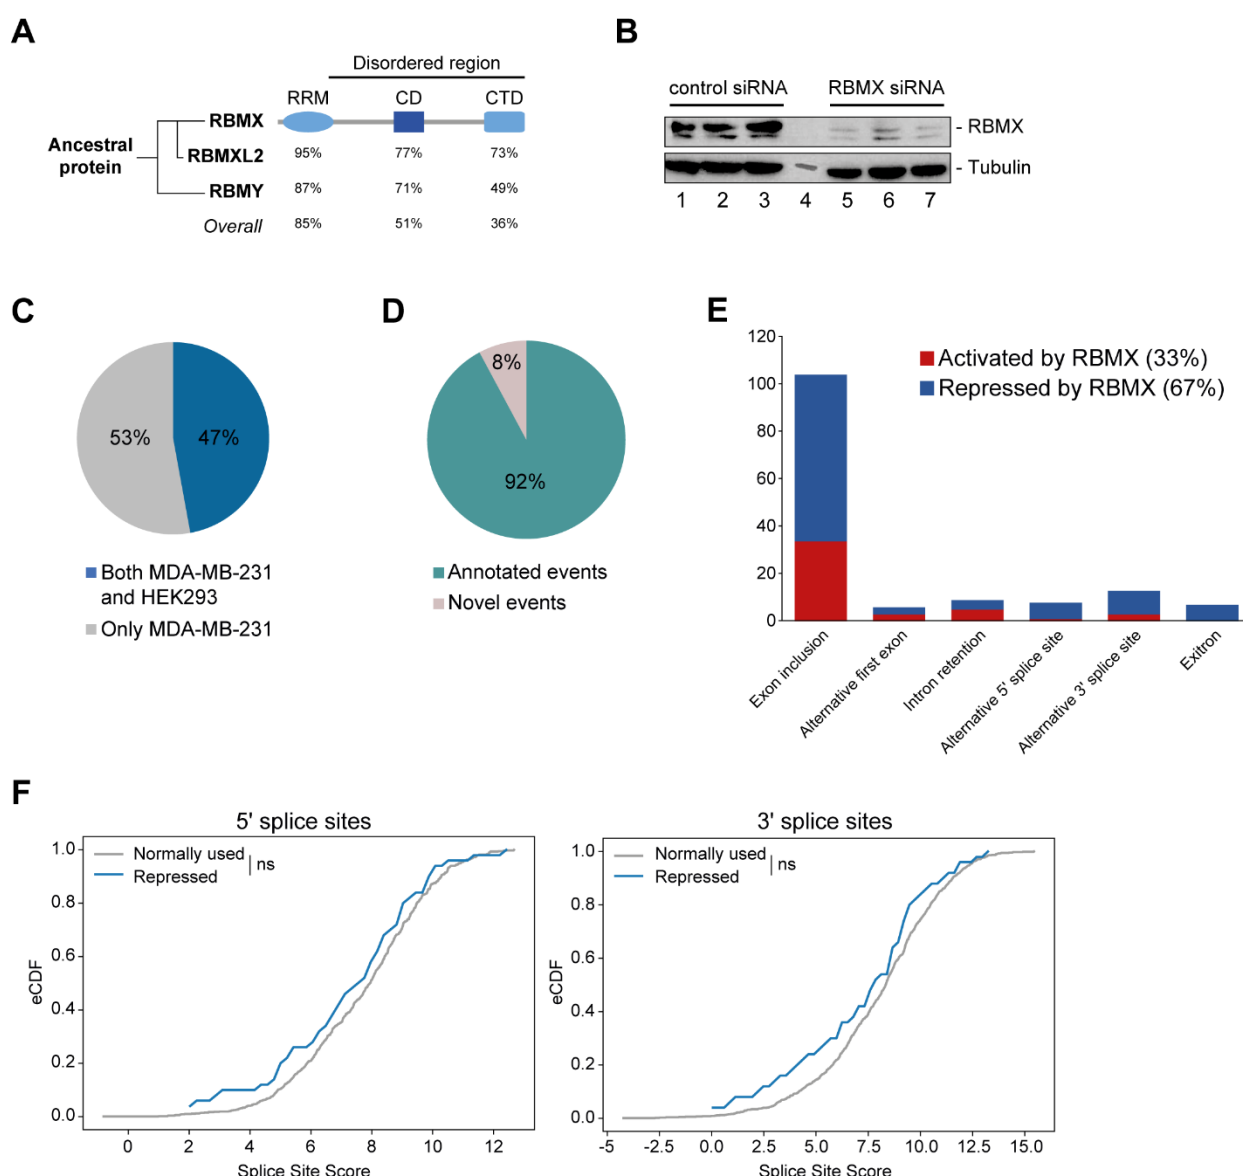 A
Disordered region
RRM CD CTD
Ancestral protein
RBMX
RBMXL2 95% 77% 73%
RBMY 87% 71% 49%
Overall 85% 51% 36%
B
control siRNA RBMX siRNA
- RBMX
- Tubulin
1 2 3 4 5 6 7
C
53% 47%
Both MDA-MB-231
and HEK293
Only MDA-MB-231
D
8%
92%
Annotated events
Novel events
E
120
100
80
60
40
20
0
Activated by RBMX (33%)
Repressed by RBMX (67%)
Exon inclusion
Alternative first exon
Intron retention
Alternative 5' splice site
Alternative 3' splice site
Exitron
F
5' splice sites
Normally used
Repressed
ns
eCDF
1.0
0.8
0.6
0.4
0.2
0.0
0 2 4 6 8 10 12
Splice Site Score
3' splice sites
Normally used
Repressed
ns
eCDF
1.0
0.8
0.6
0.4
0.2
0.0
-5 -2.5 0.0 2.5 5.0 7.5 10.0 12.5 15.0
Splice Site Score